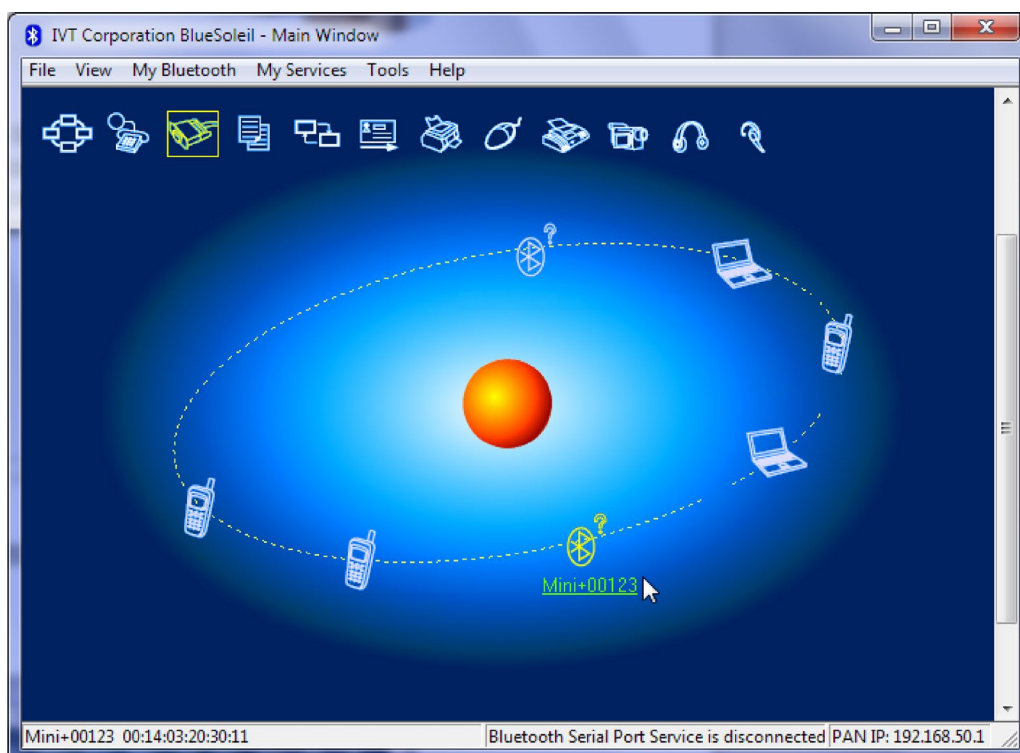 IVT Corporation BlueSoleil - Main Window
File View My Bluetooth My Services Tools Help
?
?
Mini+00123
Mini+00123 00:14:03:20:30:11 Bluetooth Serial Port Service is disconnected PAN IP: 192.168.50.1